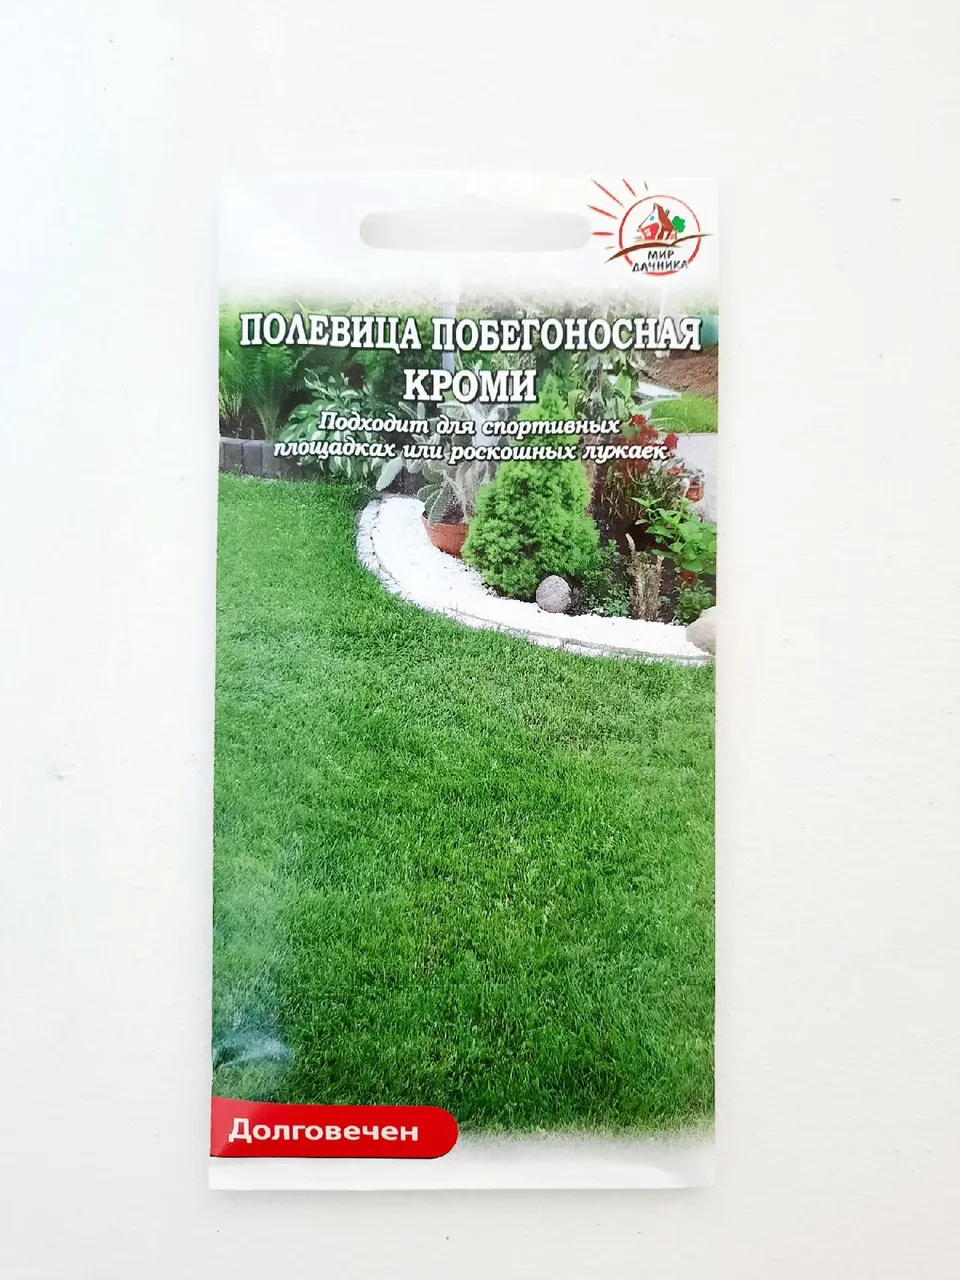 МИР
ДАЧНИКА
ПОЛЕВИЦА ПОБЕГОНОСНАЯ
КРОМИ
Подходит для спортивных
площадках или роскошных лужаек
Долговечен